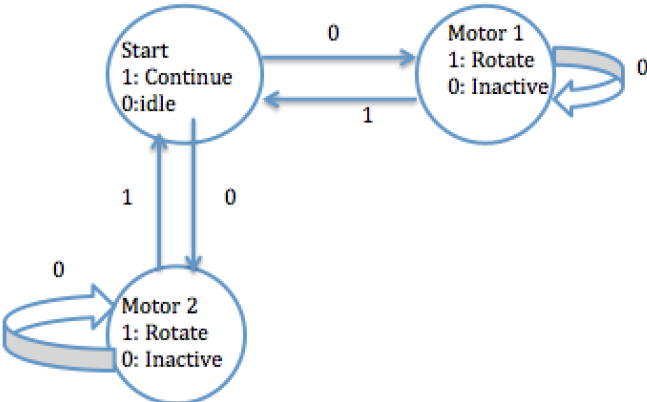 Start
1: Continue
0:idle
0
Motor 1
1: Rotate
0: Inactive
0
1
1
0
0
Motor 2
1: Rotate
0: Inactive